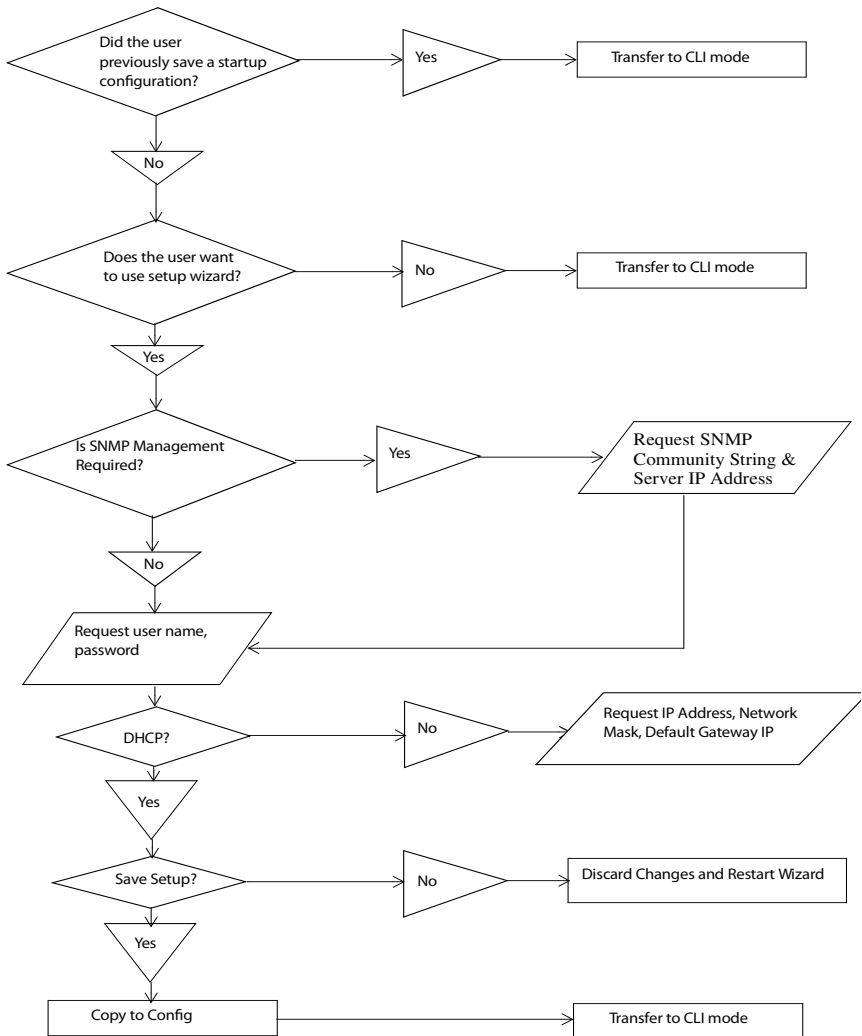 Did the user
previously save a startup
configuration?
Yes
Transfer to CLI mode
No
Does the user want
to use setup wizard?
No
Transfer to CLI mode
Yes
Is SNMP Management
Required?
Yes
Request SNMP
Community String &
Server IP Address
No
Request user name,
password
DHCP?
No
Request IP Address, Network
Mask, Default Gateway IP
Yes
Save Setup?
No
Discard Changes and Restart Wizard
Yes
Copy to Config
Transfer to CLI mode